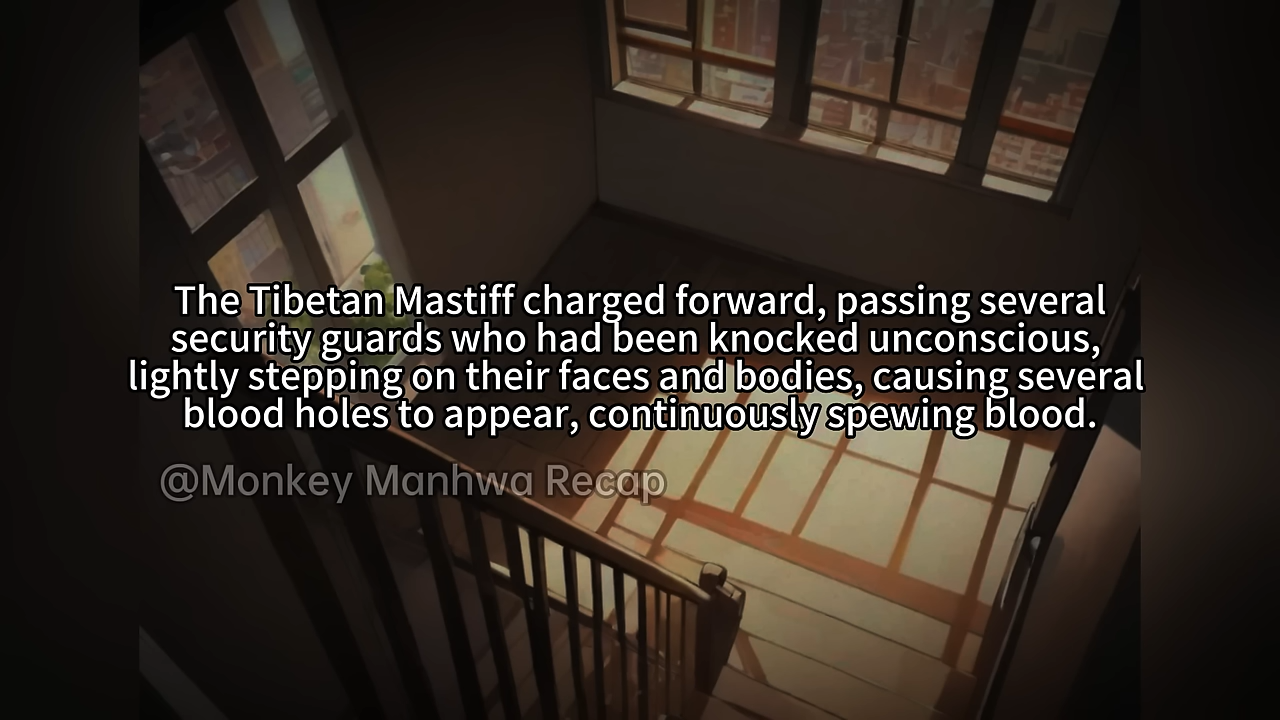 The Tibetan Mastiff charged forward, passing several
security guards who had been knocked unconscious,
lightly stepping on their faces and bodies, causing several
blood holes to appear, continuously spewing blood.
@Monkey Manhwa Recap